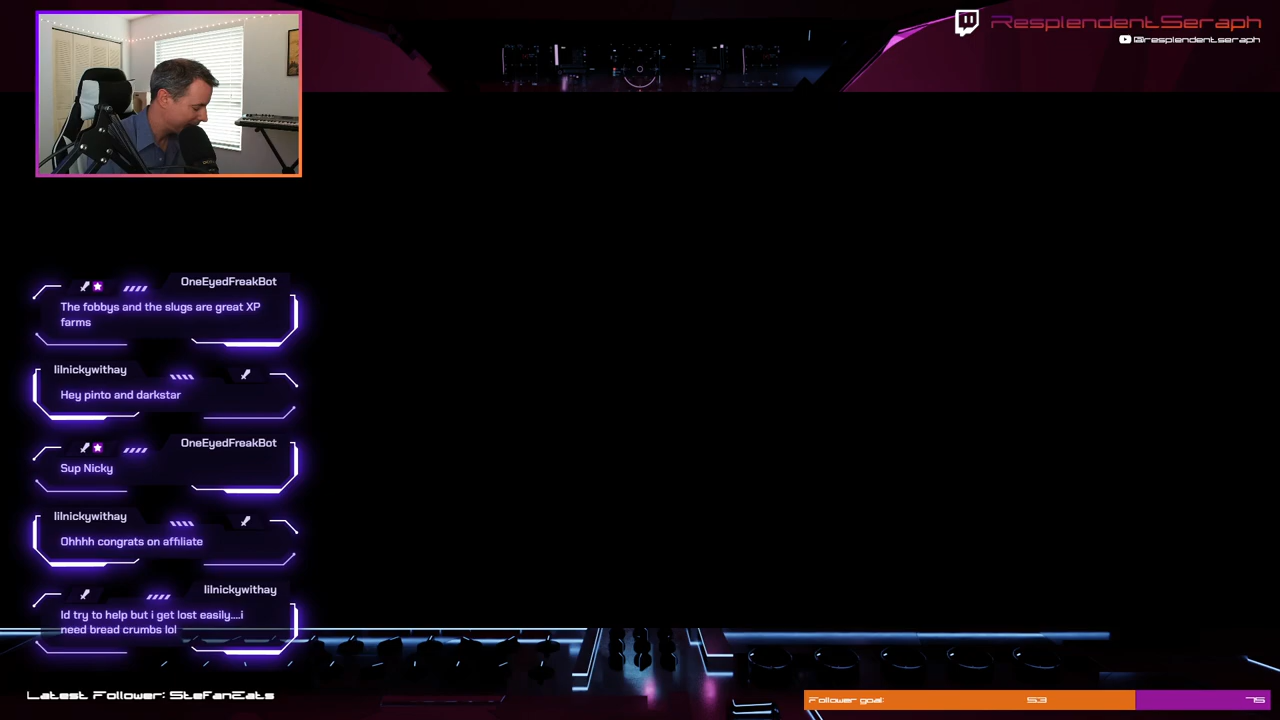 ResplendentSeraph
@resplendentseraph
OneEyedFreakBot
The fobbys and the slugs are great XP
farms
lilnickywithay
Hey pinto and darkstar
OneEyedFreakBot
Sup Nicky
lilnickywithay
Ohhhh congrats on affiliate
lilnickywithay
Id try to help but i get lost easily....i
need bread crumbs lol
Latest Follower: StefanEats
Follower goal: 53 75